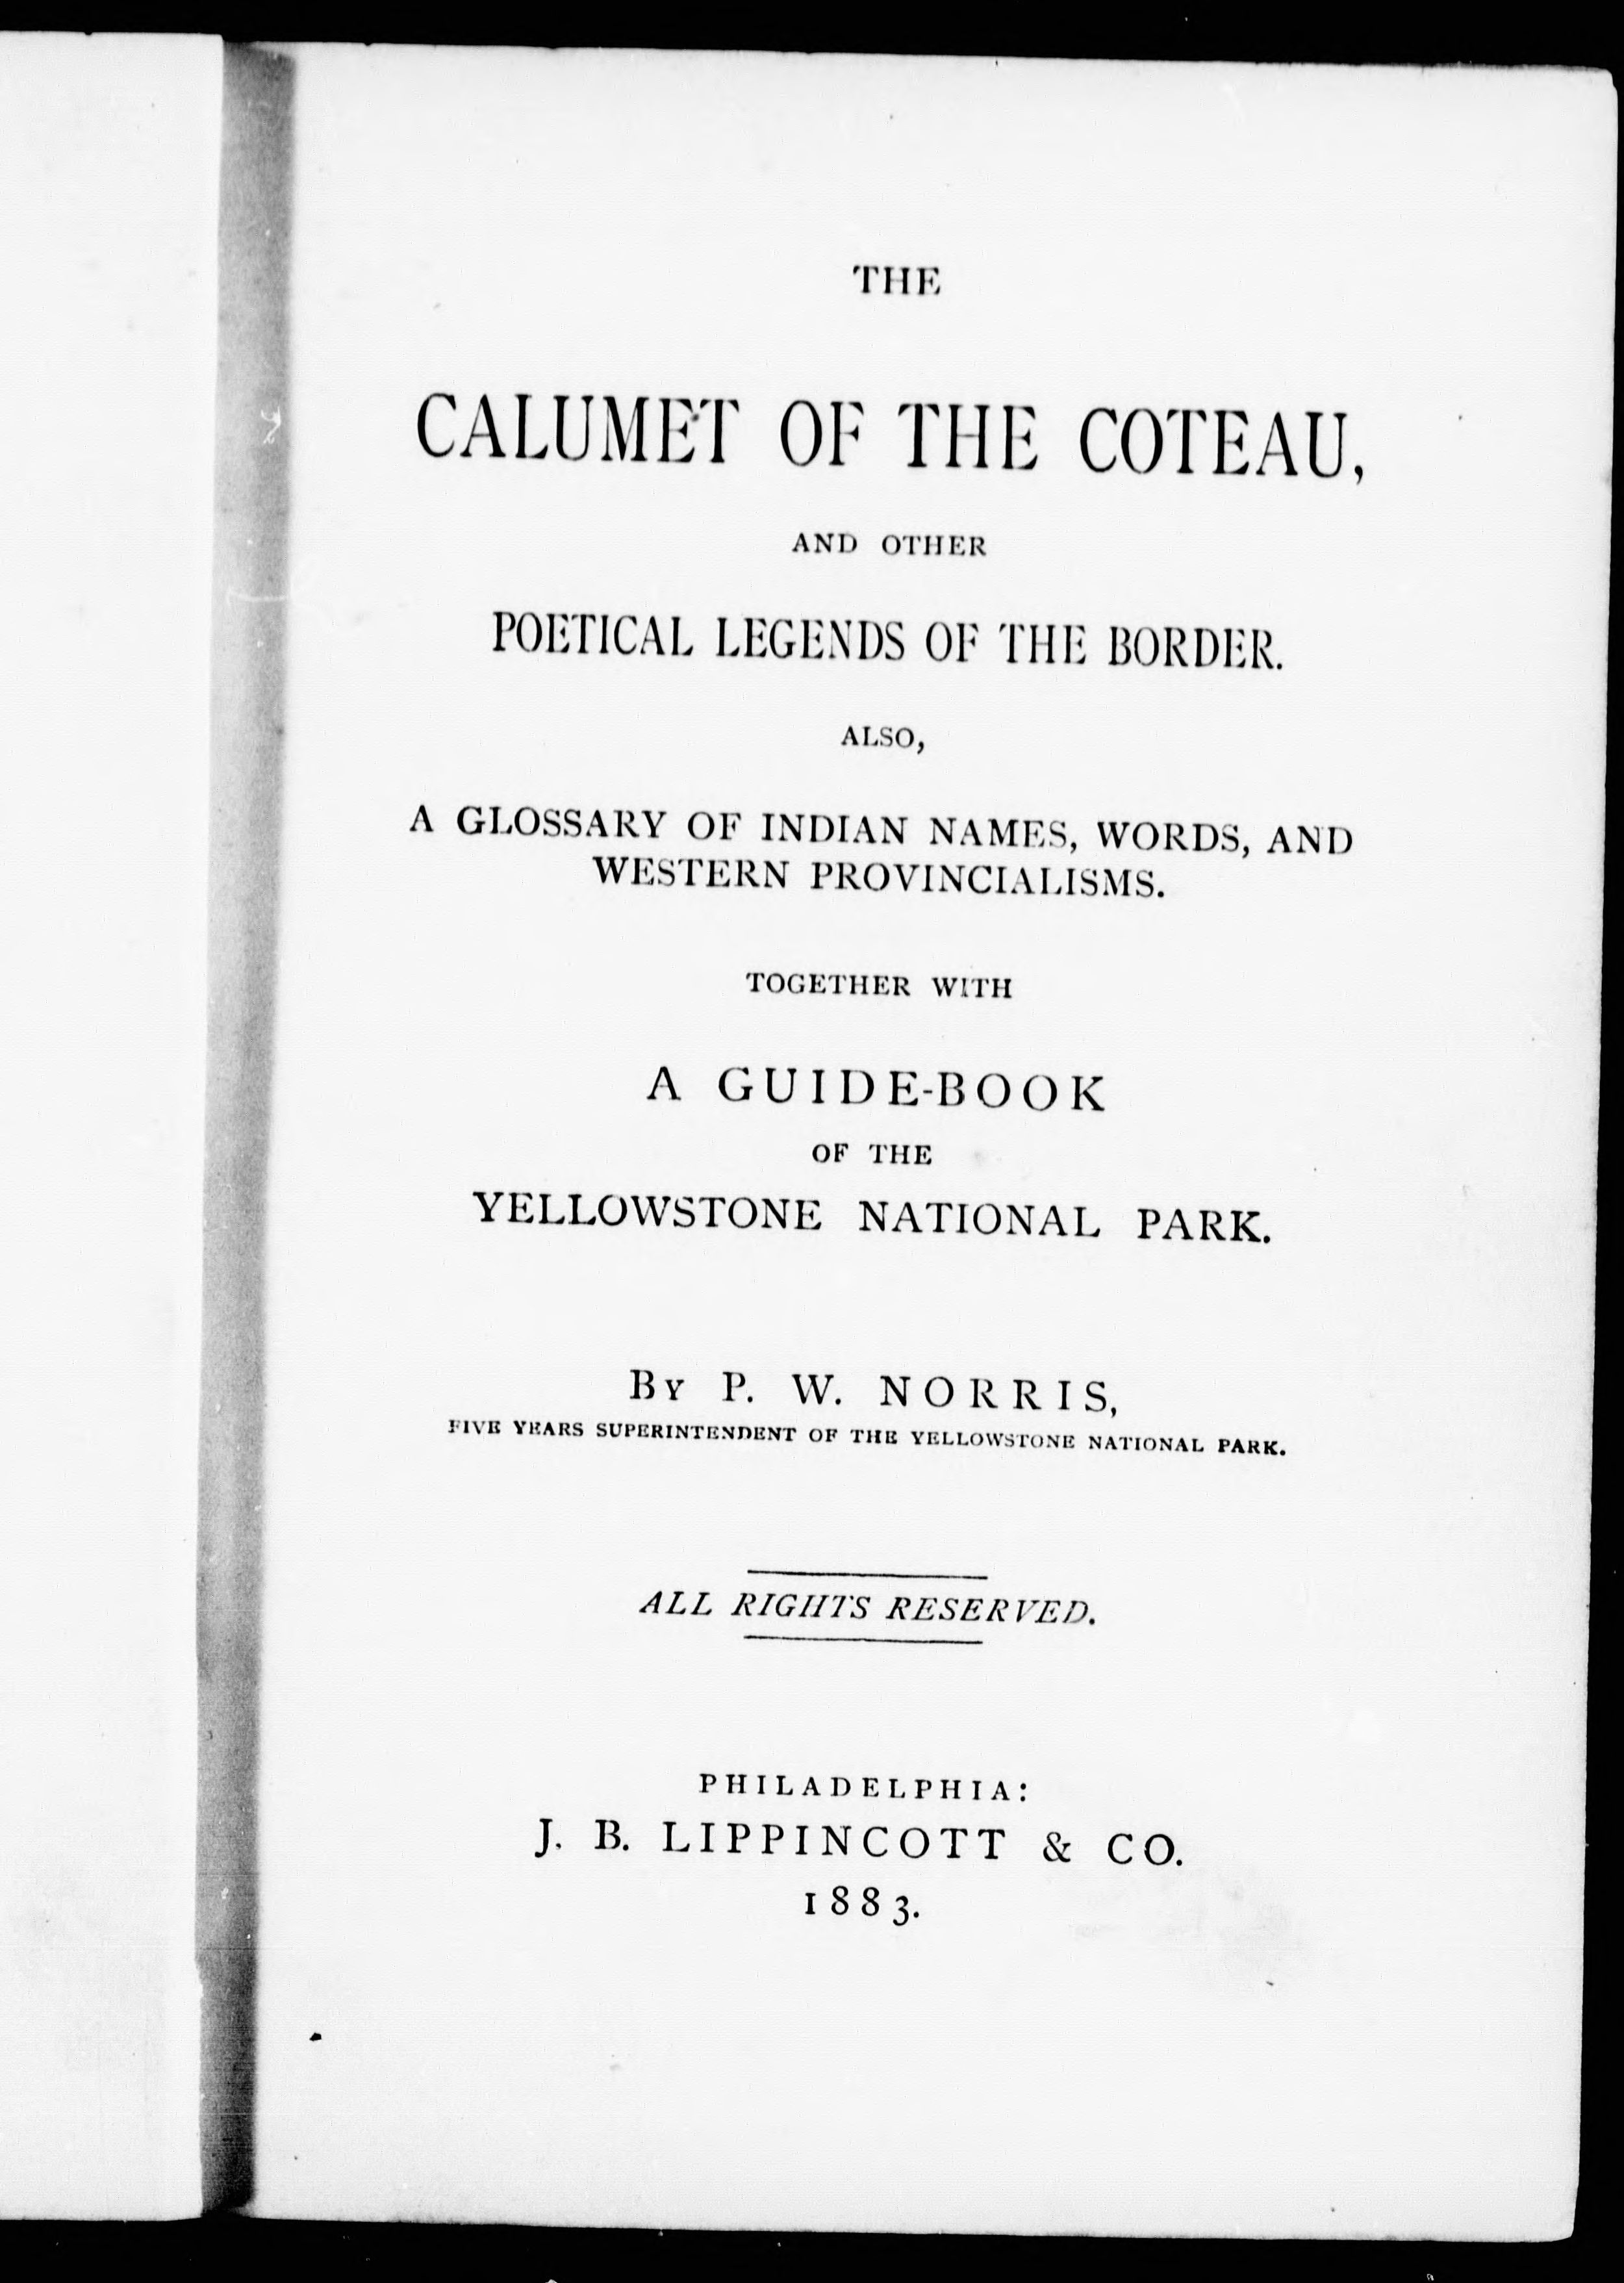 THE
CALUMET OF THE COTEAU,
AND OTHER
POETICAL LEGENDS OF THE BORDER.
ALSO,
A GLOSSARY OF INDIAN NAMES, WORDS, AND
WESTERN PROVINCIALISMS.
TOGETHER WITH
A GUIDE-BOOK
OF THE
YELLOWSTONE NATIONAL PARK.
BY P. W. NORRIS,
FIVE YEARS SUPERINTENDENT OF THE YELLOWSTONE NATIONAL PARK.
ALL RIGHTS RESERVED.
PHILADELPHIA:
J. B. LIPPINCOTT & CO.
1883.